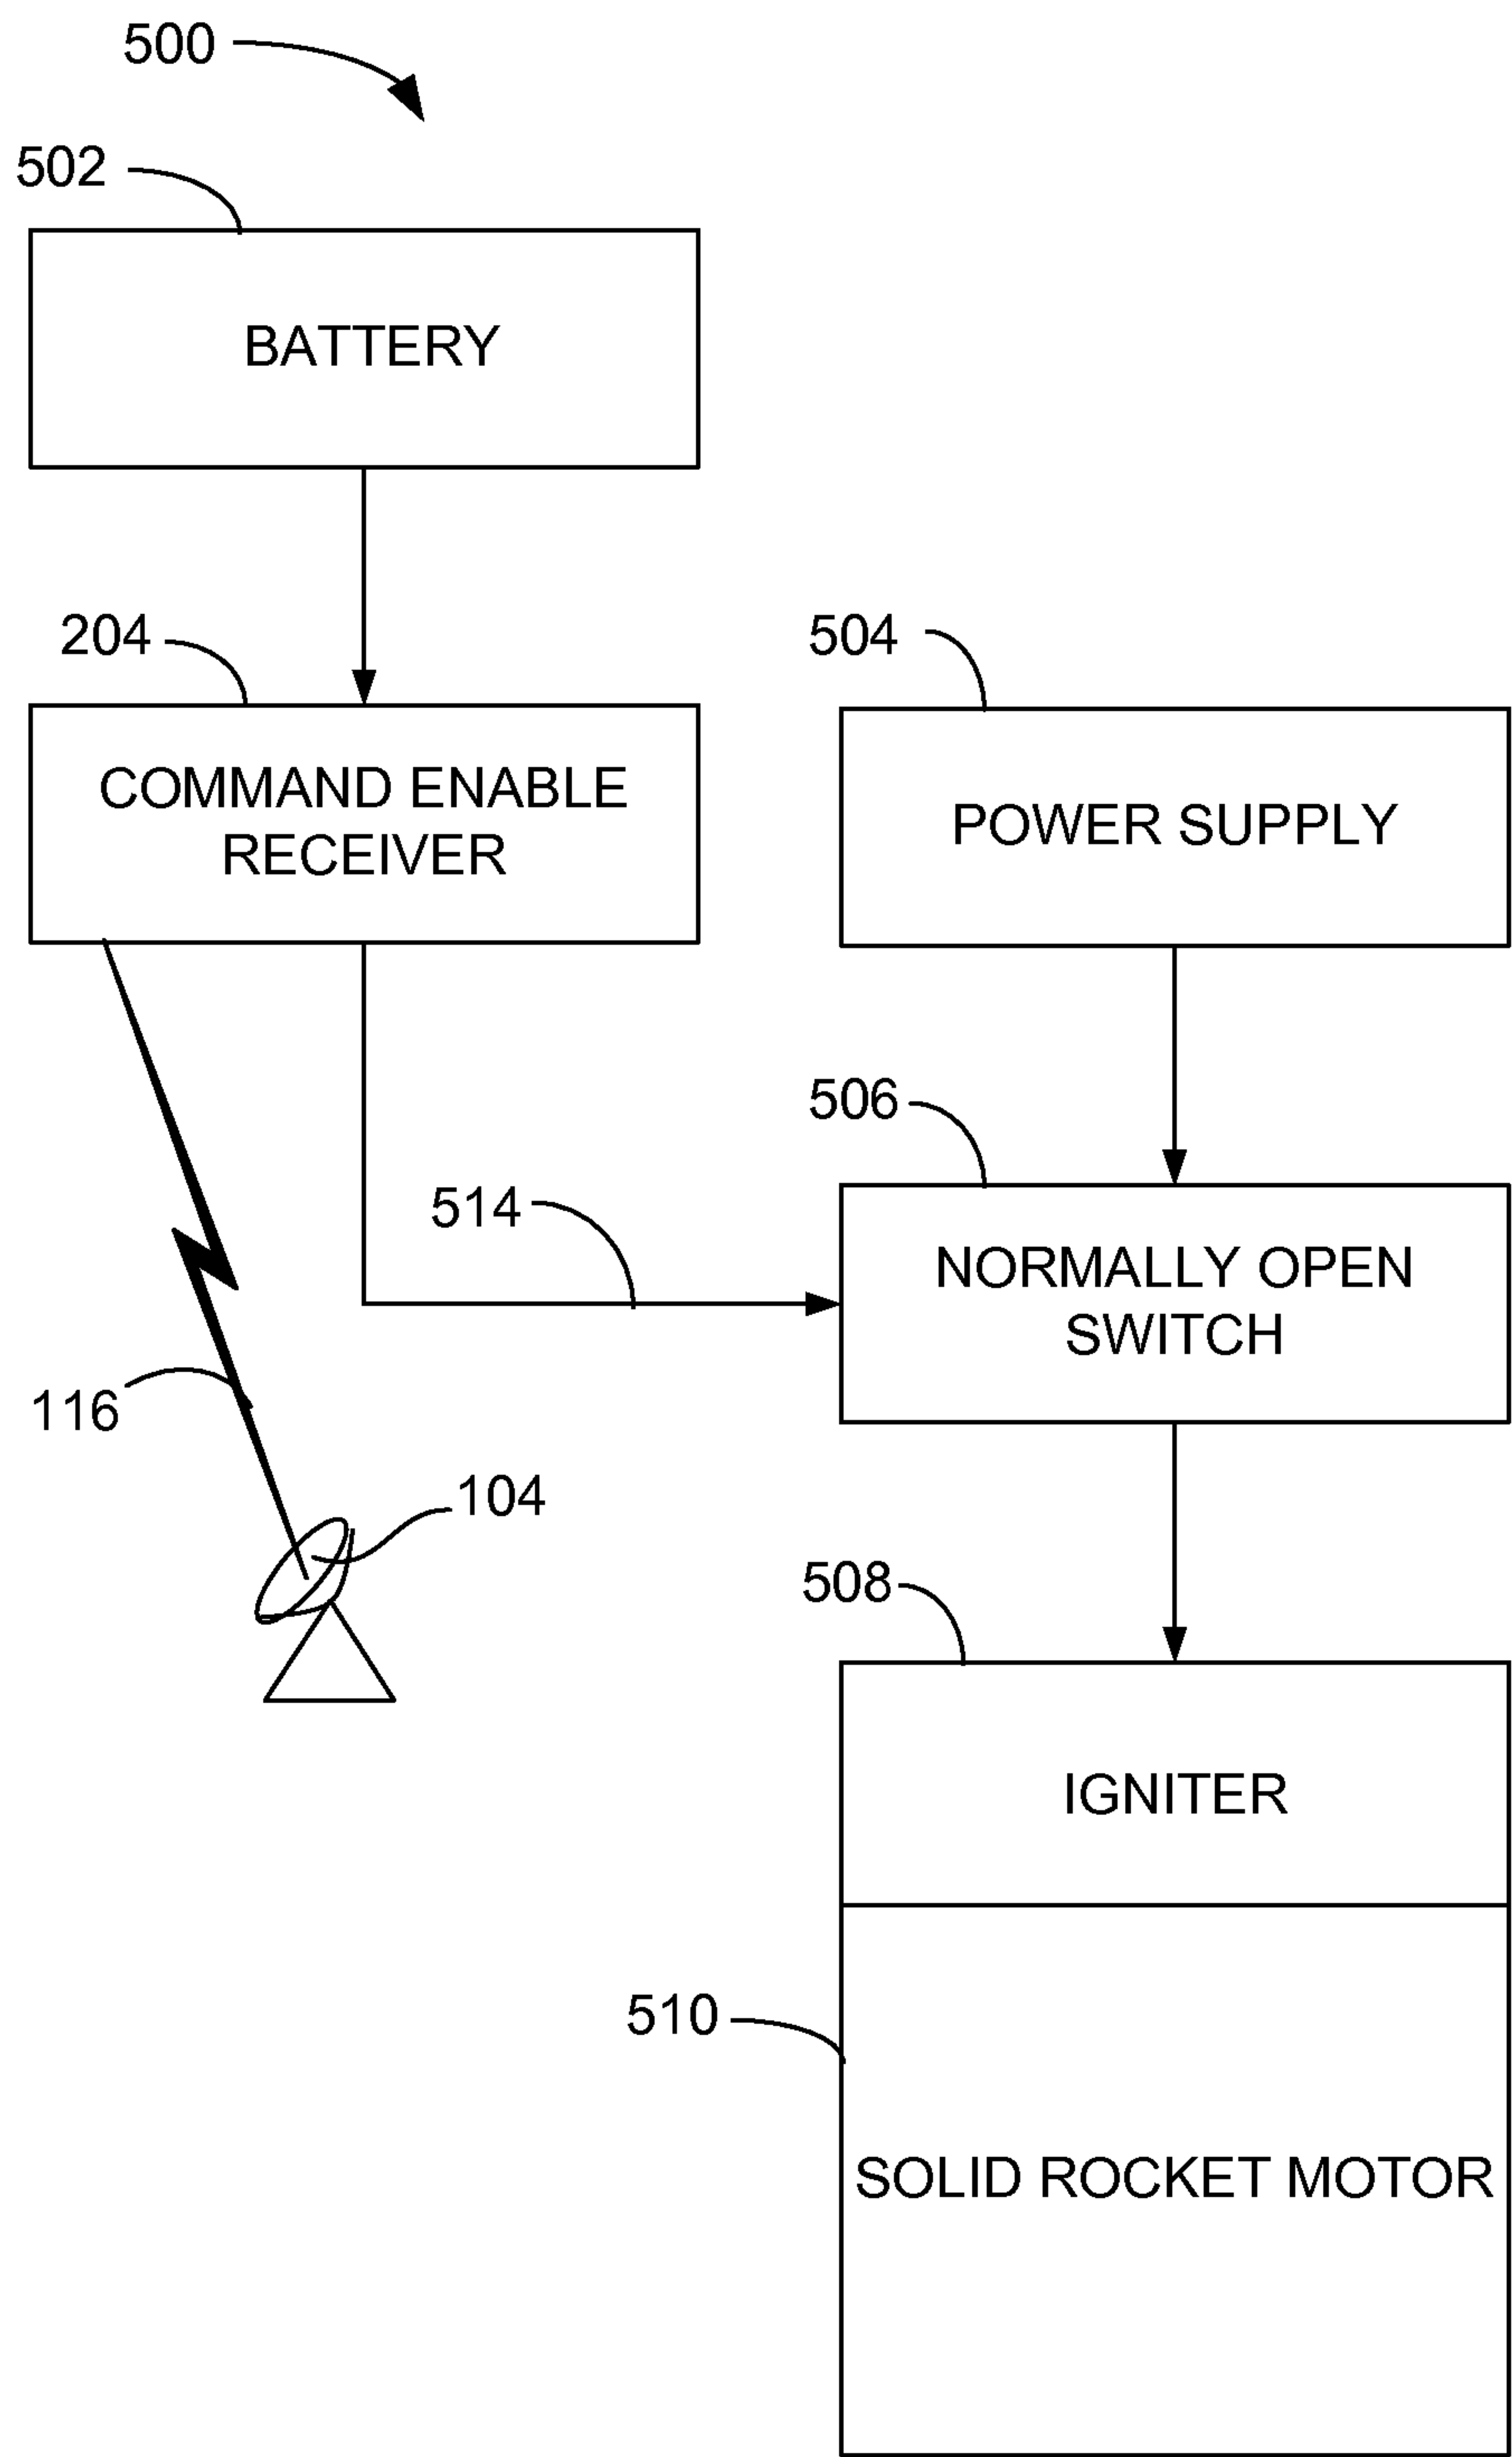 500
502
BATTERY
204
504
COMMAND ENABLE
RECEIVER
POWER SUPPLY
506
514
NORMALLY OPEN
SWITCH
116
104
508
IGNITER
510
SOLID ROCKET MOTOR